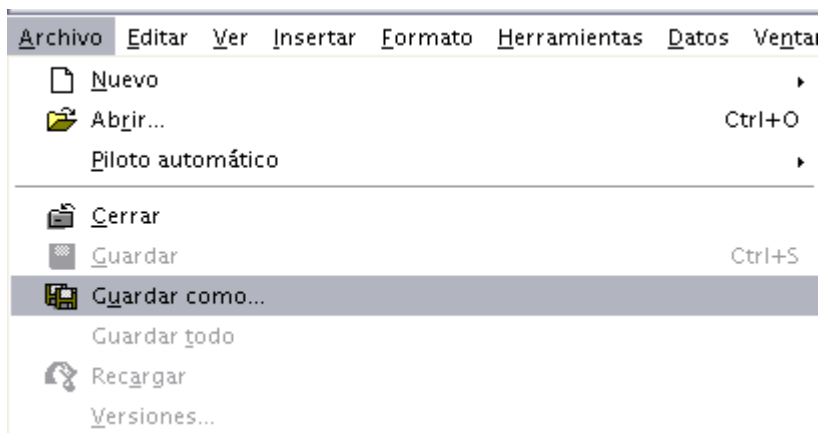 Archivo Editar Ver Insertar Formato Herramientas Datos
Nuevo
Abrir... Ctrl+O
Piloto automático
Cerrar
Guardar Ctrl+S
Guardar como...
Guardar todo
Recargar
Versiones...